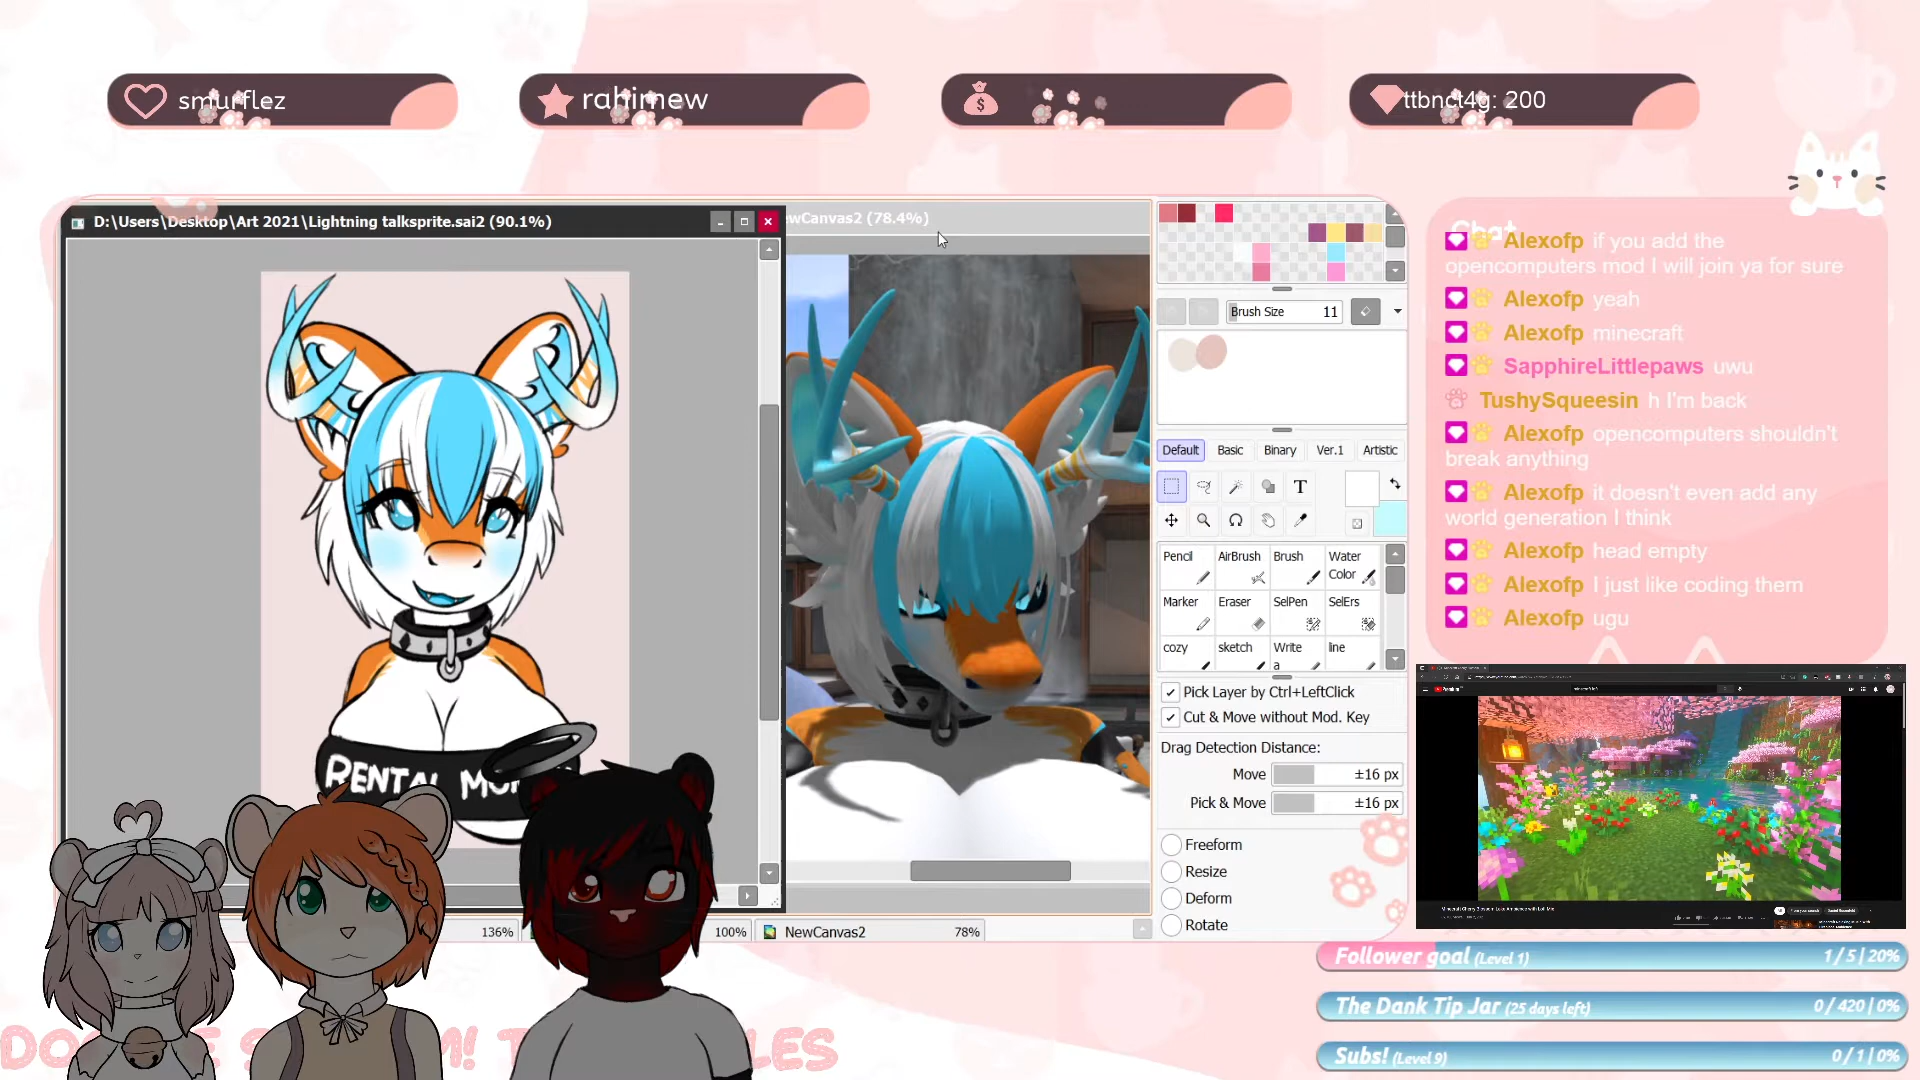 smurflez
rahimew
ttbnct4g: 200
D:\Users\Desktop\Art 2021\Lightning talksprite.sai2 (90.1%)
ewCanvas2 (78.4%)
Brush Size 11
Default Basic Binary Ver.1 Artistic
T
Pencil AirBrush Brush Water Color
Marker Eraser SelPen SelErs
cozy sketch Write a line
Pick Layer by Ctrl+LeftClick
Cut & Move without Mod. Key
Drag Detection Distance:
Move ±16 px
Pick & Move ±16 px
Freeform
Resize
Deform
Rotate
136% 100% NewCanvas2 78%
RENTAL
Chat
Alexofp if you add the
opencomputers mod I will join ya for sure
Alexofp yeah
Alexofp minecraft
SapphireLittlepaws uwu
TushySqueesin h I'm back
Alexofp opencomputers shouldn't
break anything
Alexofp it doesn't even add any
world generation I think
Alexofp head empty
Alexofp I just like coding them
Alexofp ugu
Follower goal (Level 1) 1 / 5 | 20%
The Dank Tip Jar (25 days left) 0 / 420 | 0%
Subs! (Level 9) 0 / 1 | 0%